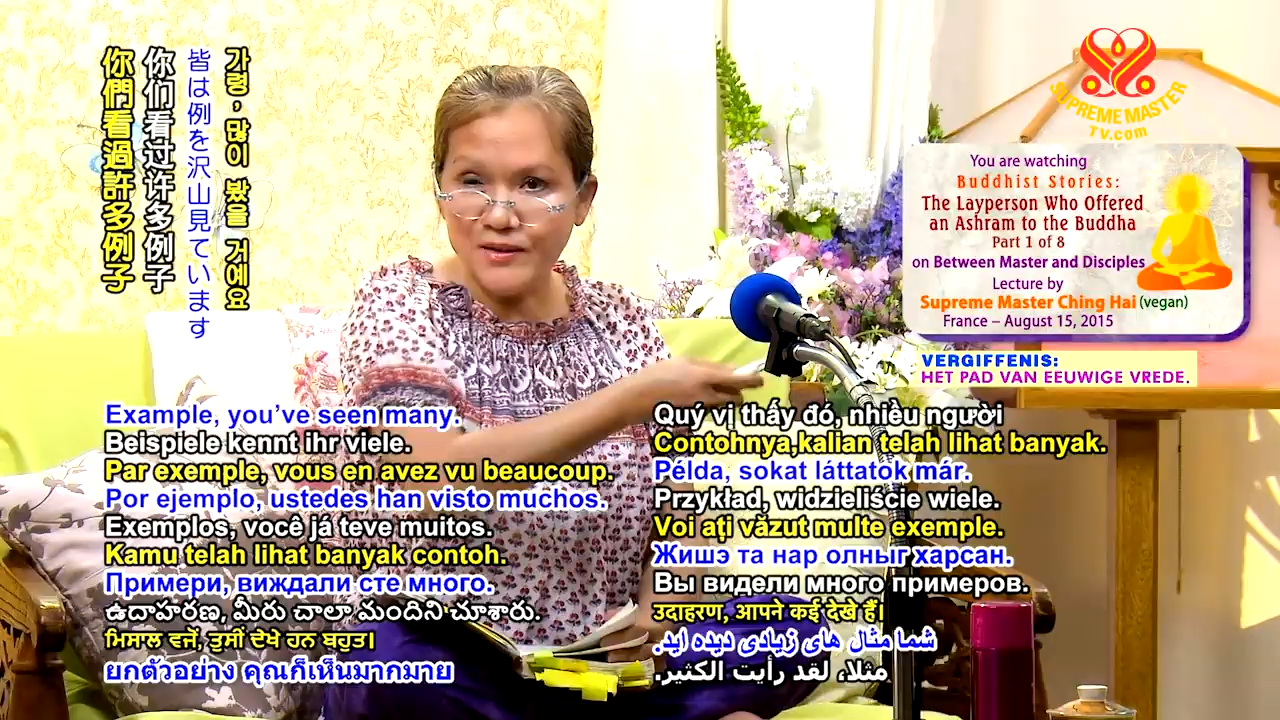 가령, 많이 봤을 거예요
皆は例を沢山見ています
你们看过许多例子
你們看過許多例子
SUPREME MASTER
TV.com
You are watching
Buddhist Stories:
The Layperson Who Offered
an Ashram to the Buddha
Part 1 of 8
on Between Master and Disciples
Lecture by
Supreme Master Ching Hai (vegan)
France – August 15, 2015
VERGIFFENIS:
HET PAD VAN EEUWIGE VREDE.
Example, you've seen many.
Beispiele kennt ihr viele.
Par exemple, vous en avez vu beaucoup.
Por ejemplo, ustedes han visto muchos.
Exemplos, você já teve muitos.
Kamu telah lihat banyak contoh.
Примери, виждали сте много.
ఉదాహరణ, మీరు చాలా మందిని చూశారు.
ਮਿਸਾਲ ਵਜੋਂ, ਤੁਸੀਂ ਦੇਖੇ ਹਨ ਬਹੁਤ।
ยกตัวอย่าง คุณก็เห็นมากมาย
Quý vị thấy đó, nhiều người
Contohnya,kalian telah lihat banyak.
Példa, sokat láttatok már.
Przykład, widzieliście wiele.
Voi ați văzut multe exemple.
Жишэ та нар олныг харсан.
Вы видели много примеров.
उदाहरण, आपने कई देखे हैं।
شما مثال های زیادی دیده اید.
مثلا، لقد رأيت الكثير.